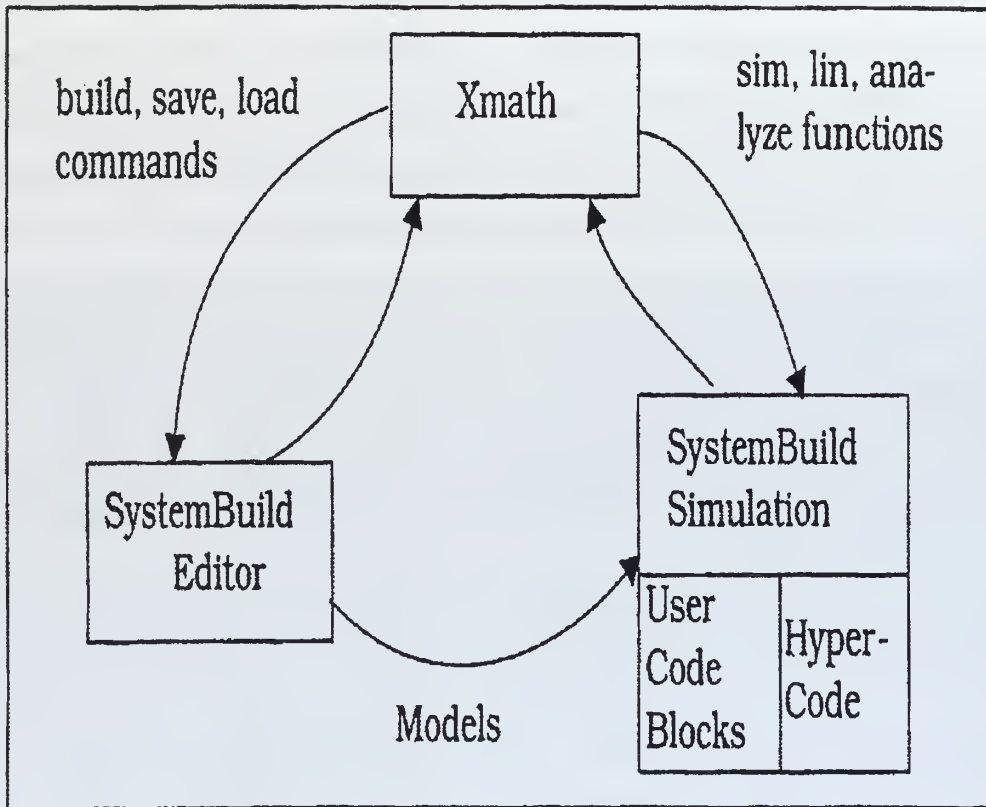 build, save, load
commands
Xmath
sim, lin, ana-
lyze functions
SystemBuild
Editor
SystemBuild
Simulation
User
Code
Blocks
Hyper-
Code
Models